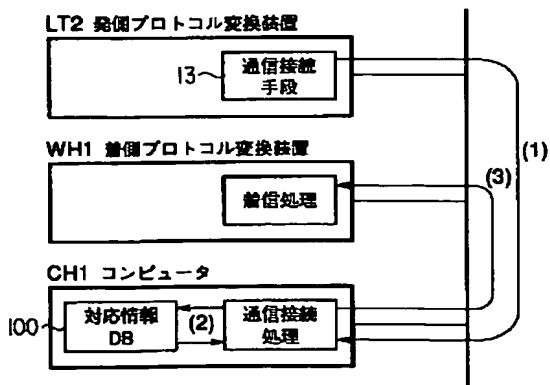 LT2 発側プロトコル変換装置
13
通信接続
手段
(1)
WH1 着側プロトコル変換装置
(3)
着信処理
CH1 コンピュータ
100
対応情報
DB
(2)
通信接続
処理